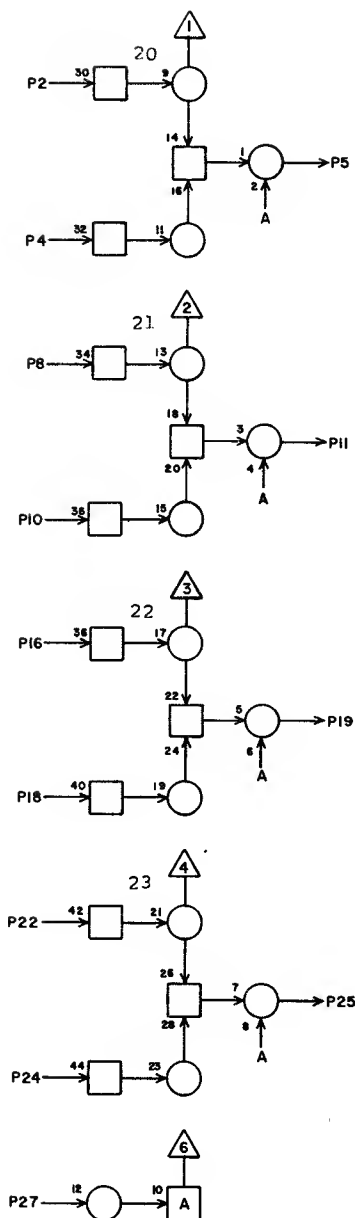 1
20
P2 30 9
14 1 P5
16 2
A
P4 32 11
2
21
P8 34 13
18 3 P11
20 4
A
P10 38 15
3
22
P16 36 17
22 5 P19
24 6
A
P18 40 19
4
23
P22 42 21
26 7 P25
28 8
A
P24 44 23
6
P27 12 10 A